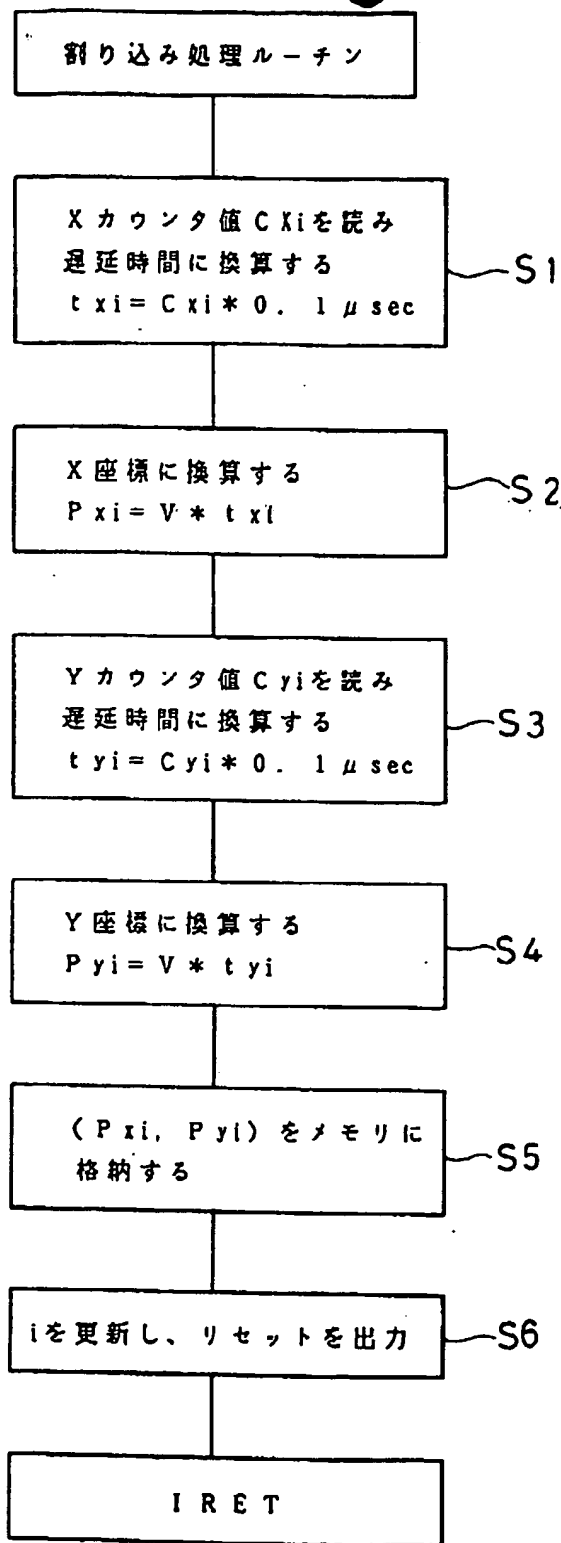 割り込み処理ルーチン
Xカウンタ値CXiを読み
遅延時間に換算する
txi=Cxi*0.1μsec
S1
X座標に換算する
Pxi=V*txi
S2
Yカウンタ値Cyiを読み
遅延時間に換算する
tyi=Cyi*0.1μsec
S3
Y座標に換算する
Pyi=V*tyi
S4
(Pxi,Pyi)をメモリに
格納する
S5
iを更新し、リセットを出力
S6
IRET